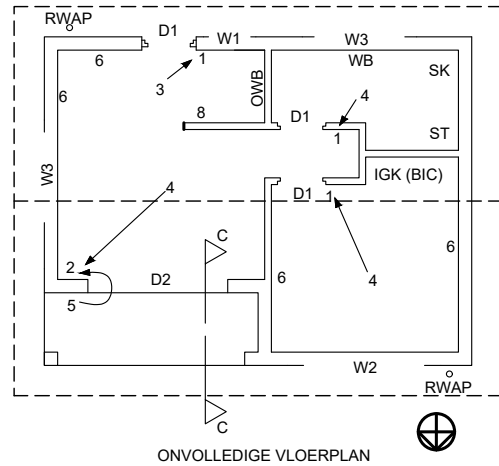 RWAP
D1
W1
W3
6
3
1
WB
SK
6
OWB
8
D1
4
1
ST
W3
4
IGK (BIC)
D1
1
C
6
2
D2
6
4
5
W2
RWAP
C
ONVOLLEDIGE VLOERPLAN